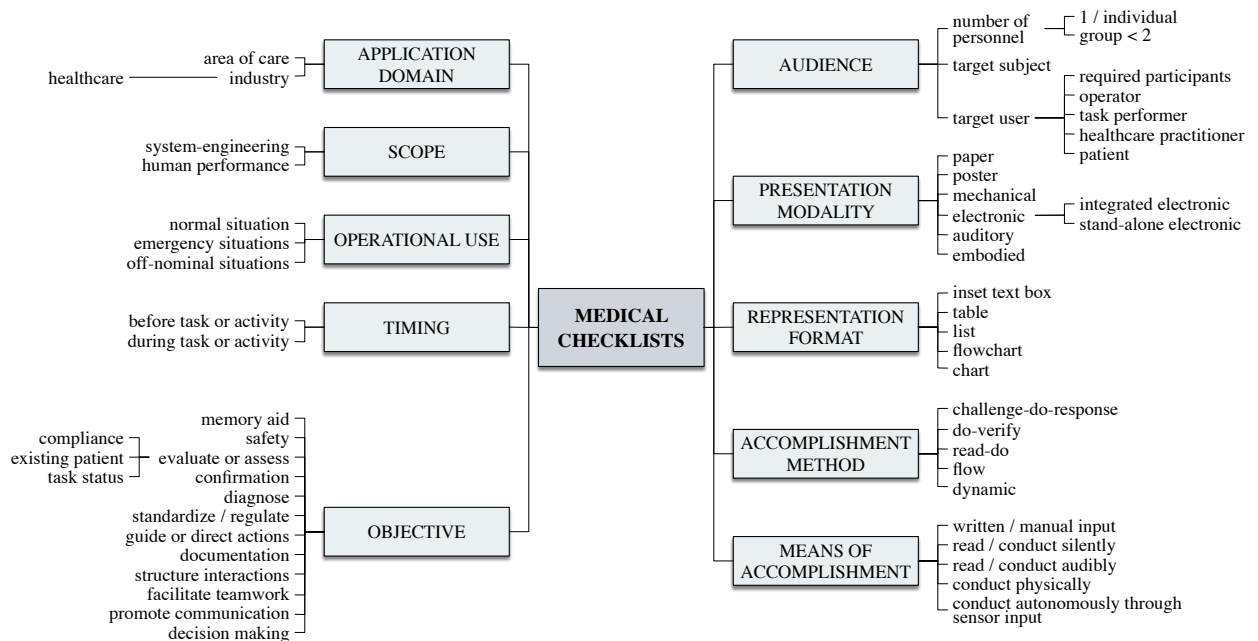 area of care
healthcare
industry
APPLICATION
DOMAIN
system-engineering
human performance
SCOPE
normal situation
emergency situations
off-nominal situations
OPERATIONAL USE
before task or activity
during task or activity
TIMING
memory aid
safety
evaluate or assess
compliance
existing patient
task status
confirmation
diagnose
standardize / regulate
guide or direct actions
documentation
structure interactions
facilitate teamwork
promote communication
decision making
OBJECTIVE
MEDICAL
CHECKLISTS
AUDIENCE
number of
personnel
1 / individual
group < 2
target subject
target user
required participants
operator
task performer
healthcare practitioner
patient
PRESENTATION
MODALITY
paper
poster
mechanical
electronic
integrated electronic
stand-alone electronic
auditory
embodied
REPRESENTATION
FORMAT
inset text box
table
list
flowchart
chart
ACCOMPLISHMENT
METHOD
challenge-do-response
do-verify
read-do
flow
dynamic
MEANS OF
ACCOMPLISHMENT
written / manual input
read / conduct silently
read / conduct audibly
conduct physically
conduct autonomously through
sensor input